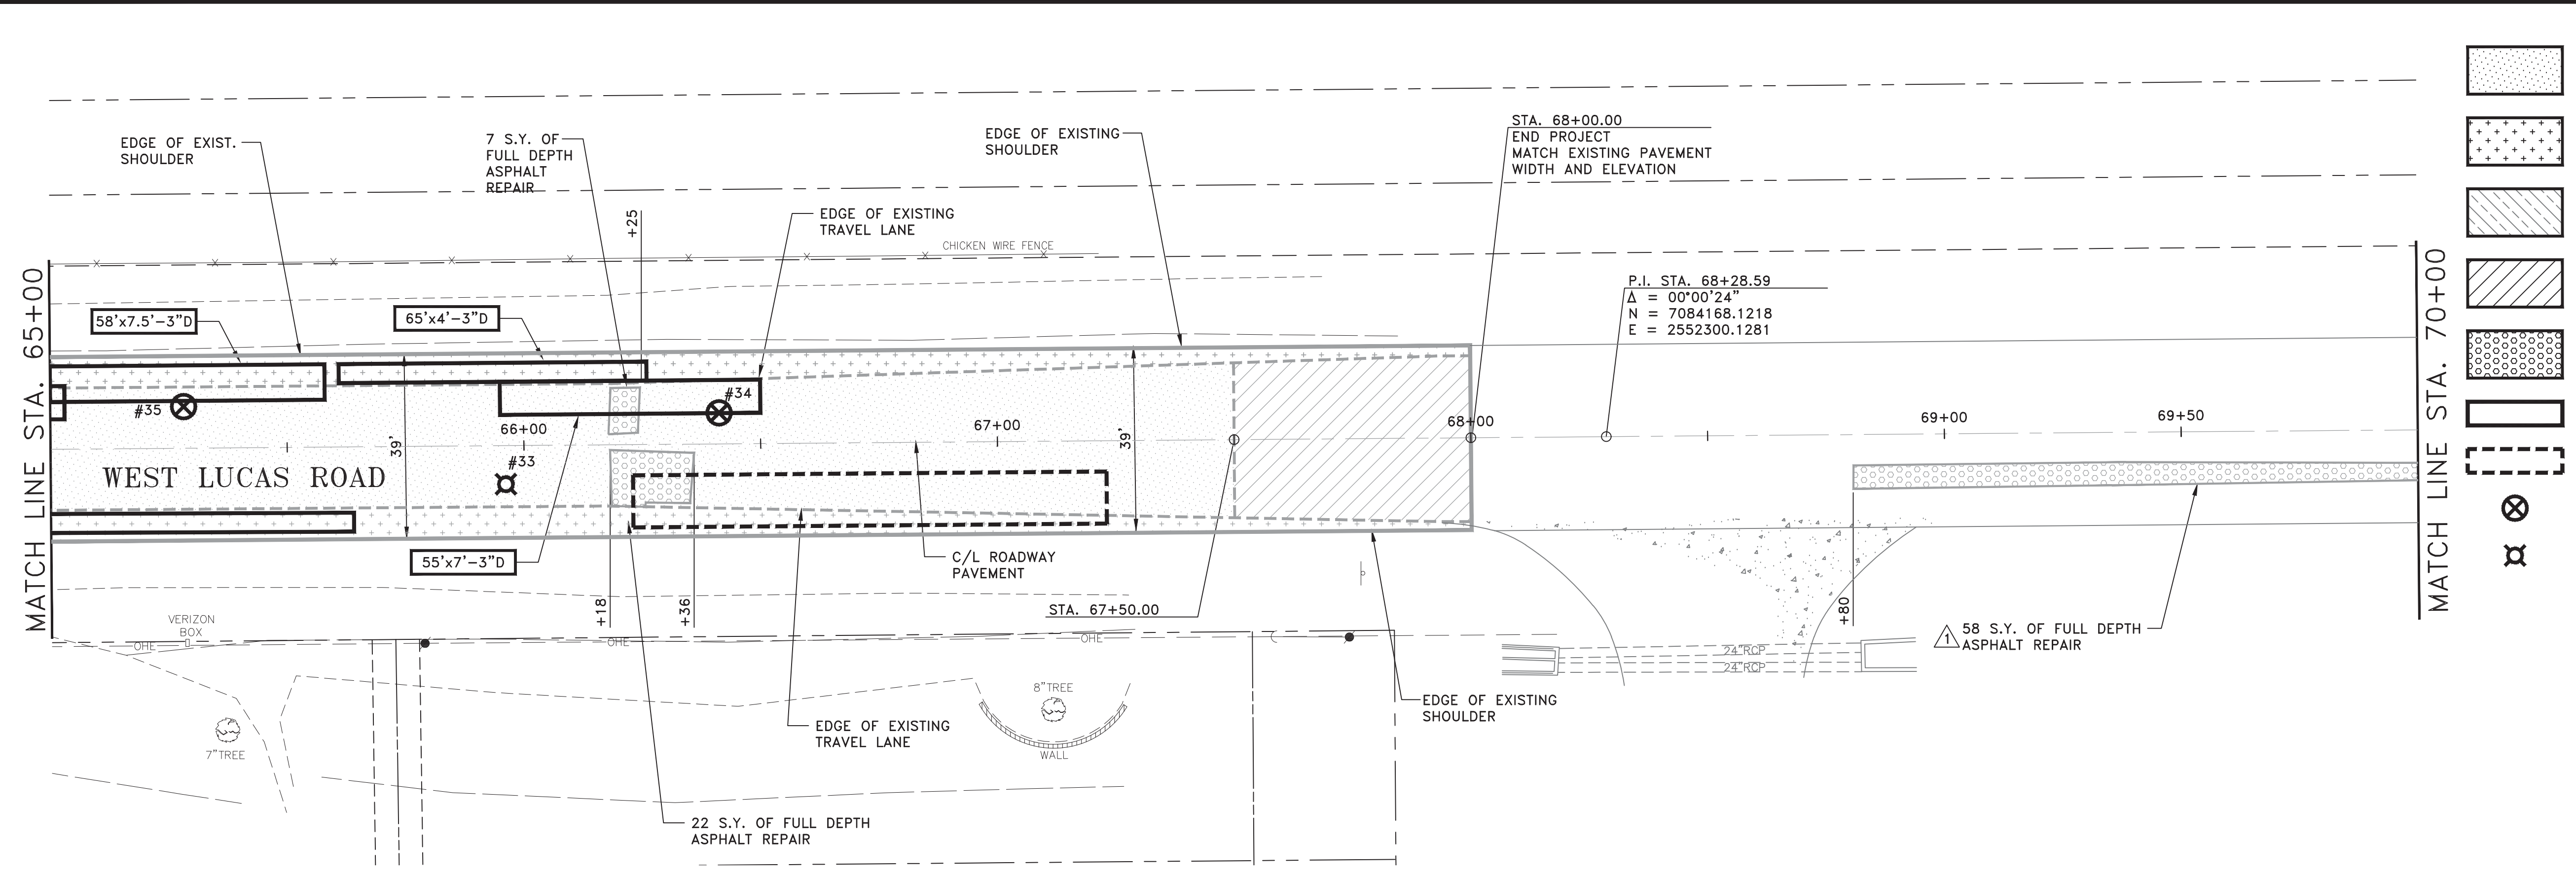 EDGE OF EXIST.
SHOULDER
7 S.Y. OF
FULL DEPTH
ASPHALT
REPAIR
EDGE OF EXISTING
SHOULDER
STA. 68+00.00
END PROJECT
MATCH EXISTING PAVEMENT
WIDTH AND ELEVATION
+25
EDGE OF EXISTING
TRAVEL LANE
CHICKEN WIRE FENCE
P.I. STA. 68+28.59
Δ = 00°00'24"
N = 7084168.1218
E = 2552300.1281
MATCH LINE STA. 65+00
MATCH LINE STA. 70+00
58'x7.5'-3"D
65'x4'-3"D
#35
#34
66+00
67+00
68+00
69+00
69+50
39'
39'
#33
WEST LUCAS ROAD
55'x7'-3"D
C/L ROADWAY
PAVEMENT
STA. 67+50.00
+18
+36
+80
VERIZON
BOX
OHE
OHE
OHE
1
58 S.Y. OF FULL DEPTH
ASPHALT REPAIR
24"RCP
24"RCP
8"TREE
WALL
7"TREE
EDGE OF EXISTING
SHOULDER
EDGE OF EXISTING
TRAVEL LANE
22 S.Y. OF FULL DEPTH
ASPHALT REPAIR